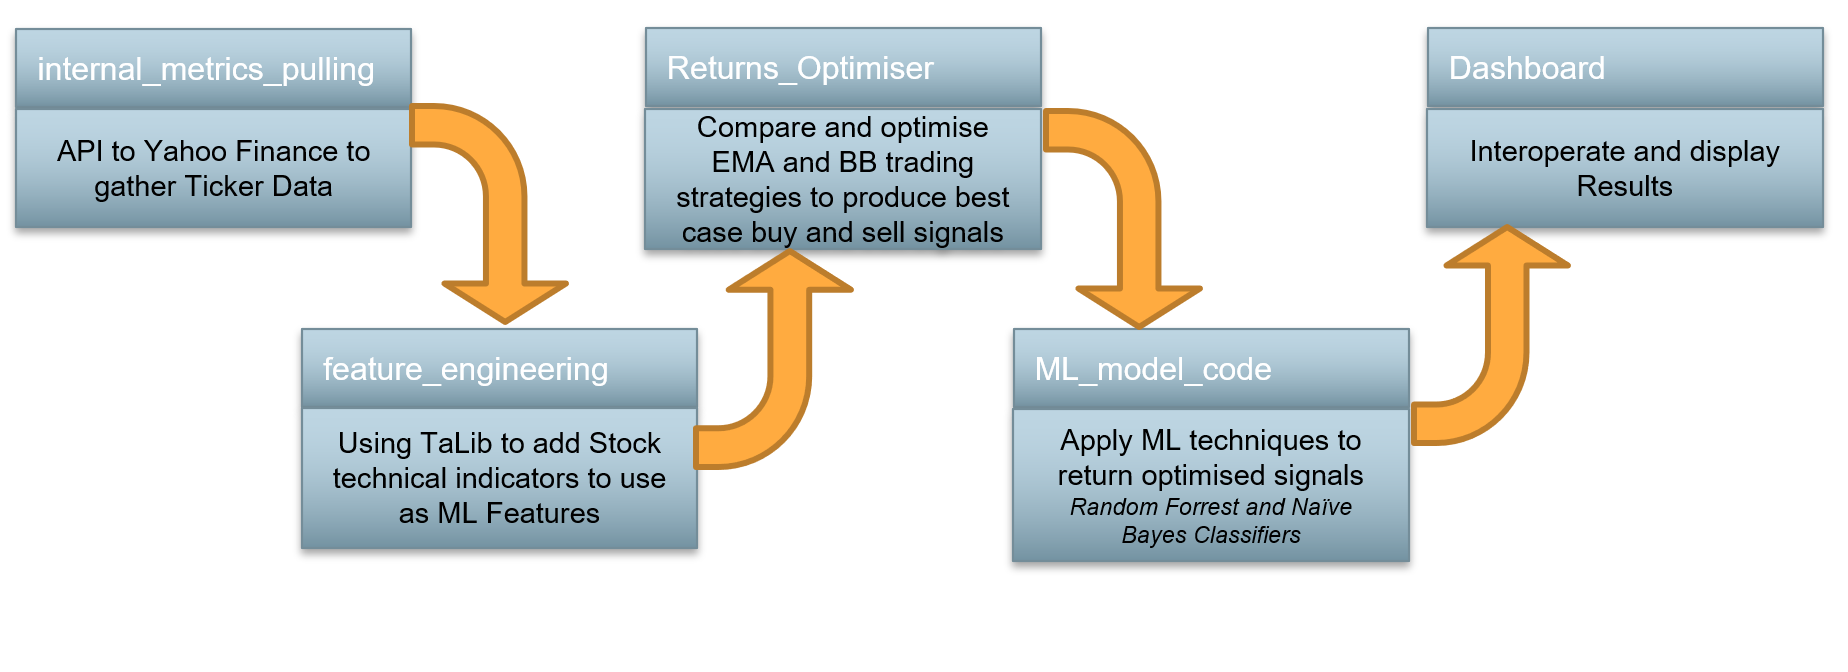 internal_metrics_pulling
API to Yahoo Finance to
gather Ticker Data
feature_engineering
Using TaLib to add Stock
technical indicators to use
as ML Features
Returns_Optimiser
Compare and optimise
EMA and BB trading
strategies to produce best
case buy and sell signals
ML_model_code
Apply ML techniques to
return optimised signals
Random Forrest and Naïve
Bayes Classifiers
Dashboard
Interoperate and display
Results